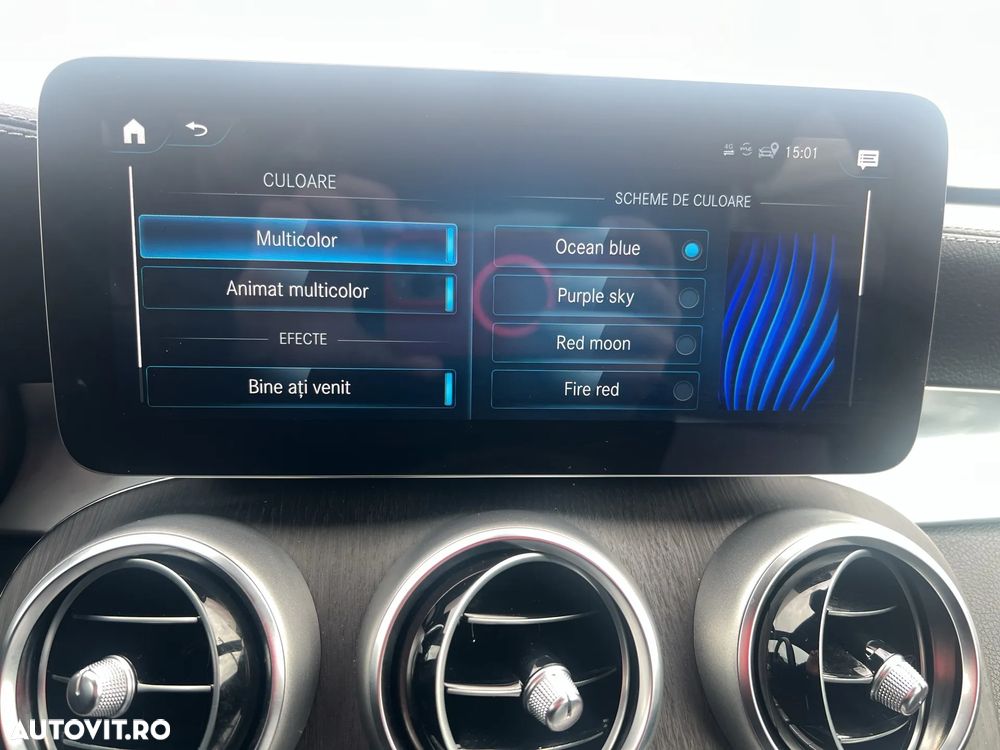 4G
15:01
CULOARE
Multicolor
Animat multicolor
EFECTE
Bine ați venit
SCHEME DE CULOARE
Ocean blue
Purple sky
Red moon
Fire red
AUTOVIT.RO